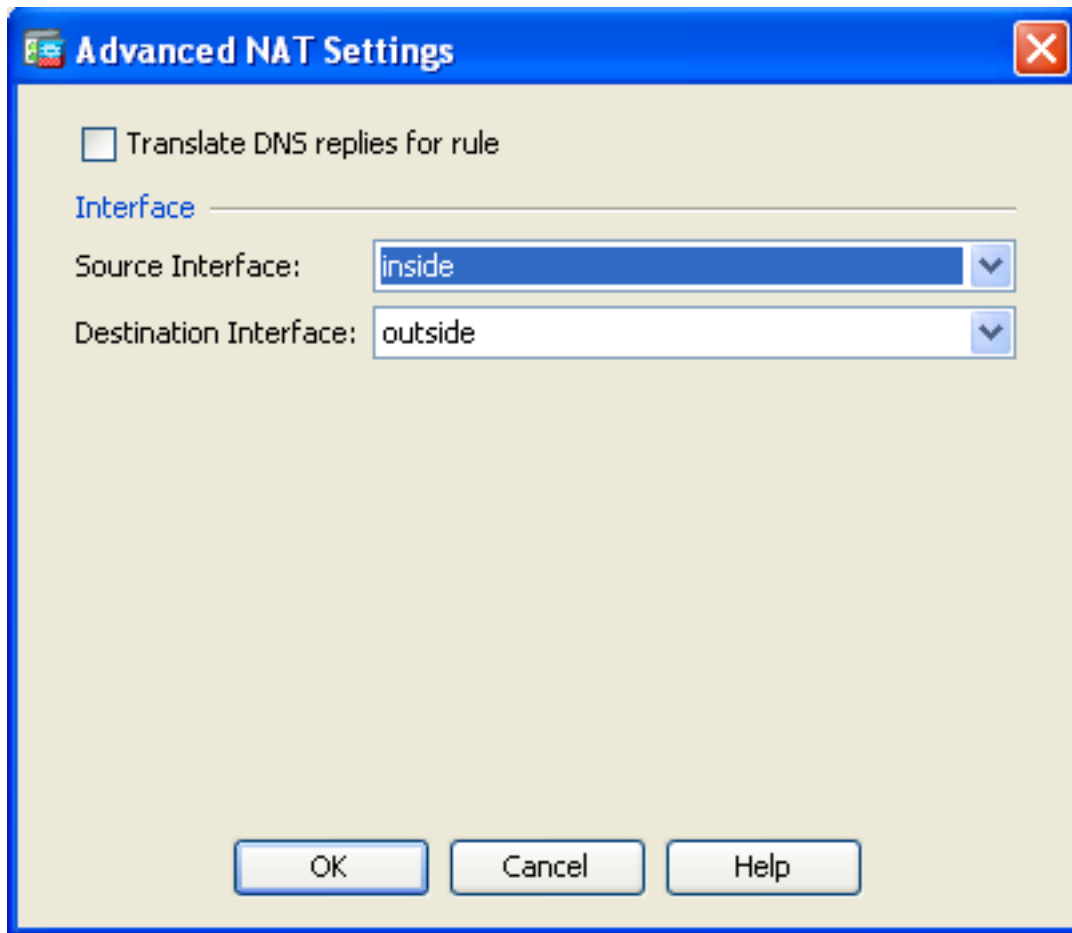 Advanced NAT Settings
Translate DNS replies for rule
Interface
Source Interface: inside
Destination Interface: outside
OK Cancel Help